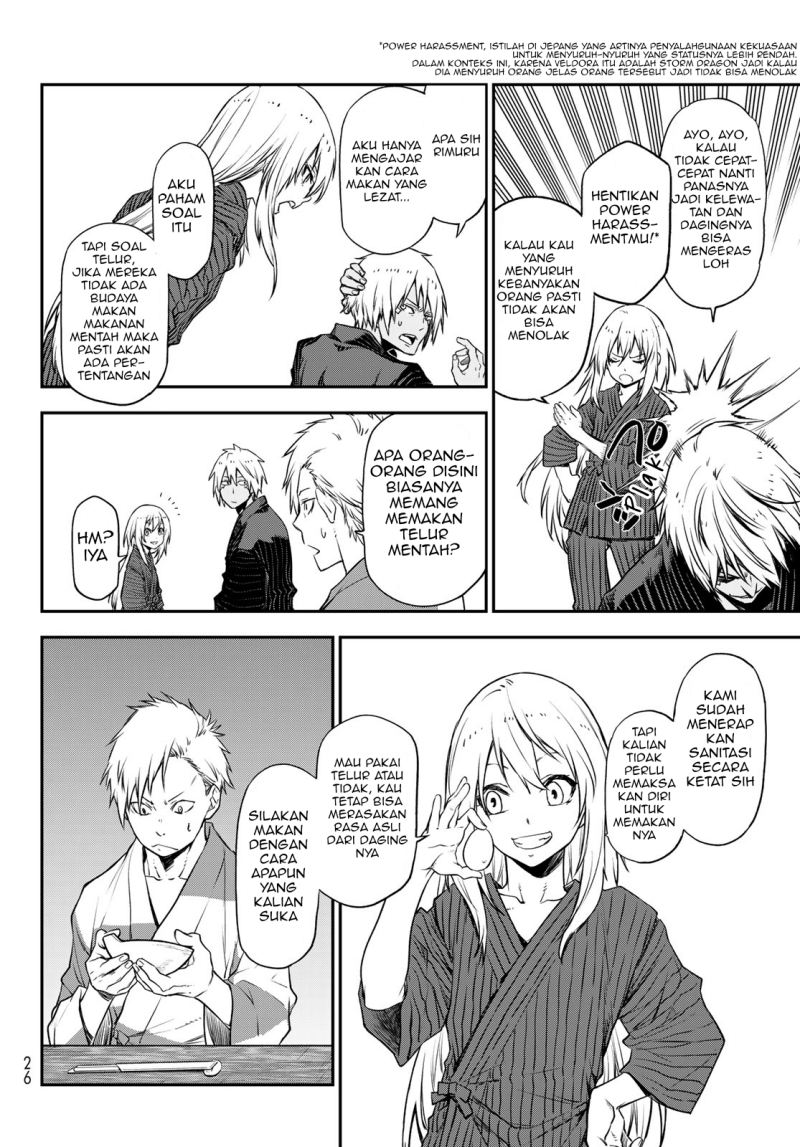 *POWER HARASSMENT, ISTILAH DI JEPANG YANG ARTINYA PENYALAHGUNAAN KEKUASAAN
UNTUK MENYURUH-NYURUH YANG STATUSNYA LEBIH RENDAH.
DALAM KONTEKS INI, KARENA VELDORA ITU ADALAH STORM DRAGON JADI KALAU
DIA MENYURUH ORANG JELAS ORANG TERSEBUT JADI TIDAK BISA MENOLAK
AYO, AYO,
KALAU
TIDAK CEPAT-
CEPAT NANTI
PANASNYA
JADI KELEWA-
TAN DAN
DAGINGNYA
BISA
MENGERAS
LOH
HENTIKAN
POWER
HARASS-
MENTMU!*
KALAU KAU
YANG
MENYURUH
KEBANYAKAN
ORANG PASTI
TIDAK AKAN
BISA
MENOLAK
*PLAK
APA SIH
RIMURU
AKU HANYA
MENGAJAR
KAN CARA
MAKAN YANG
LEZAT...
AKU
PAHAM
SOAL
ITU
TAPI SOAL
TELUR,
JIKA MEREKA
TIDAK ADA
BUDAYA
MAKAN
MAKANAN
MENTAH MAKA
PASTI AKAN
ADA PER-
TENTANGAN
APA ORANG-
ORANG DISINI
BIASANYA
MEMANG
MEMAKAN
TELUR
MENTAH?
HM?
IYA
KAMI
SUDAH
MENERAP
KAN
SANITASI
SECARA
KETAT SIH
TAPI
KALIAN
TIDAK
PERLU
MEMAKSA
KAN DIRI
UNTUK
MEMAKAN
NYA
MAU PAKAI
TELUR ATAU
TIDAK, KAU
TETAP BISA
MERASAKAN
RASA ASLI
DARI DAGING
NYA
SILAKAN
MAKAN
DENGAN
CARA
APAPUN
YANG
KALIAN
SUKA
26